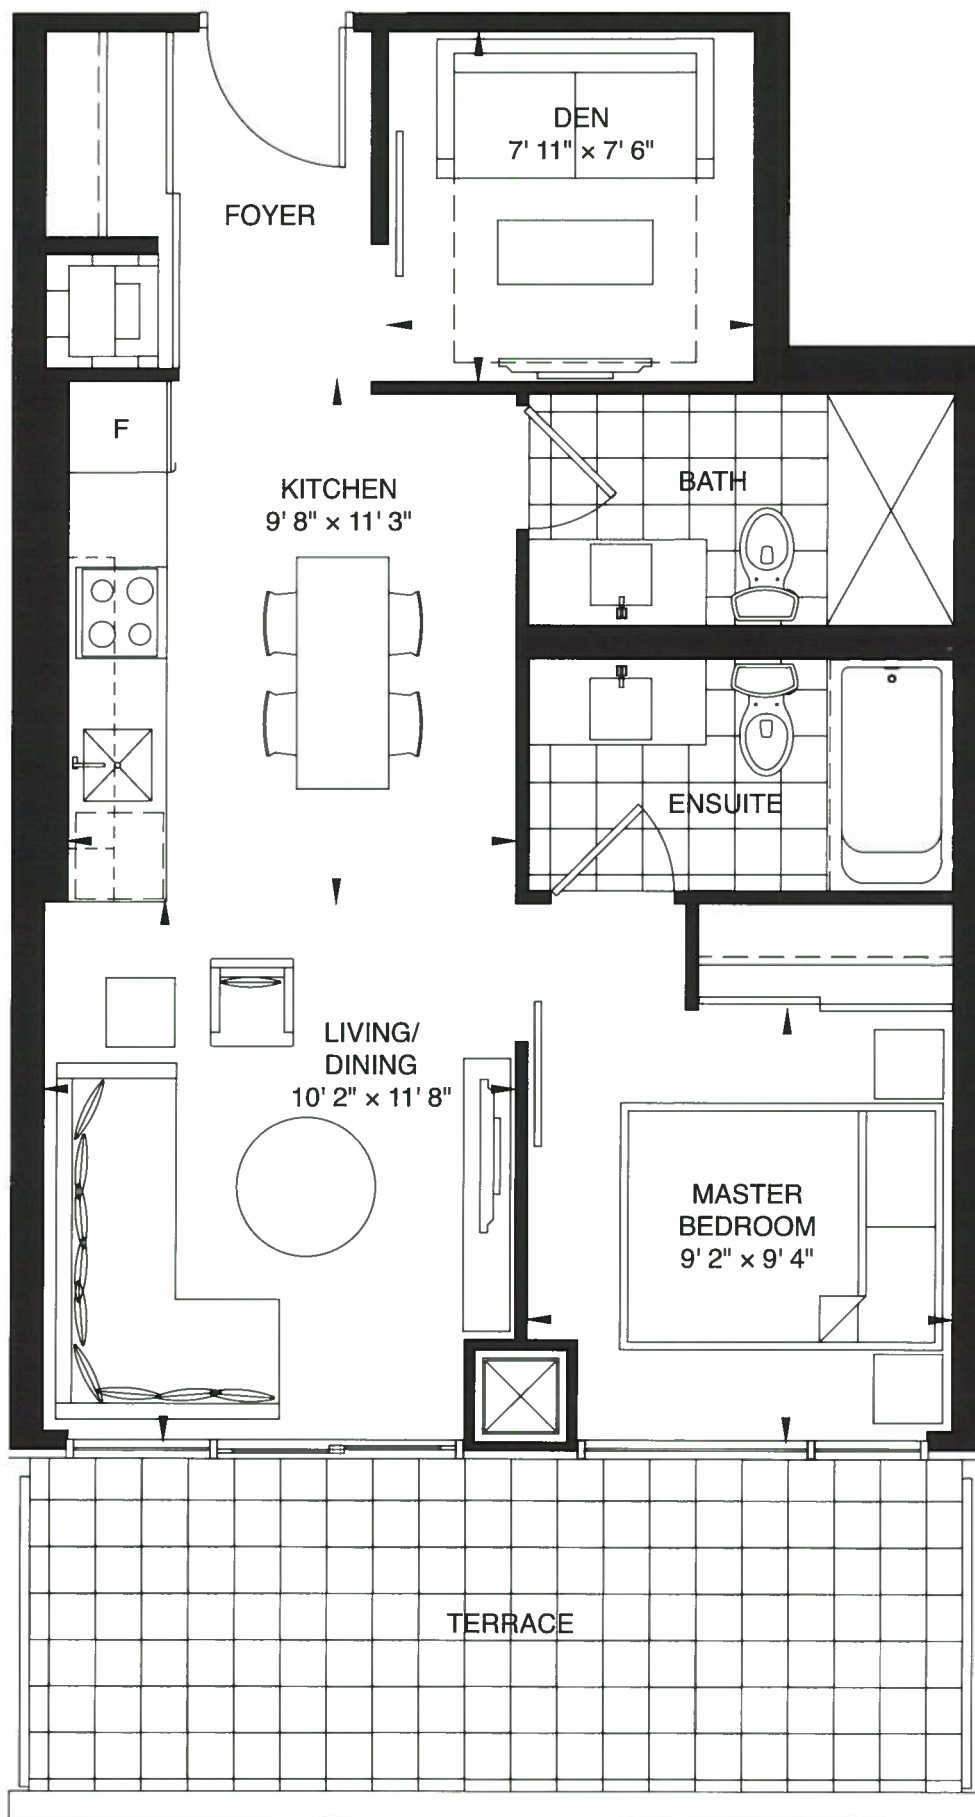 DEN
7' 11" × 7' 6"
FOYER
F
KITCHEN
9' 8" × 11' 3"
BATH
ENSUITE
LIVING/
DINING
10' 2" × 11' 8"
MASTER
BEDROOM
9' 2" × 9' 4"
TERRACE